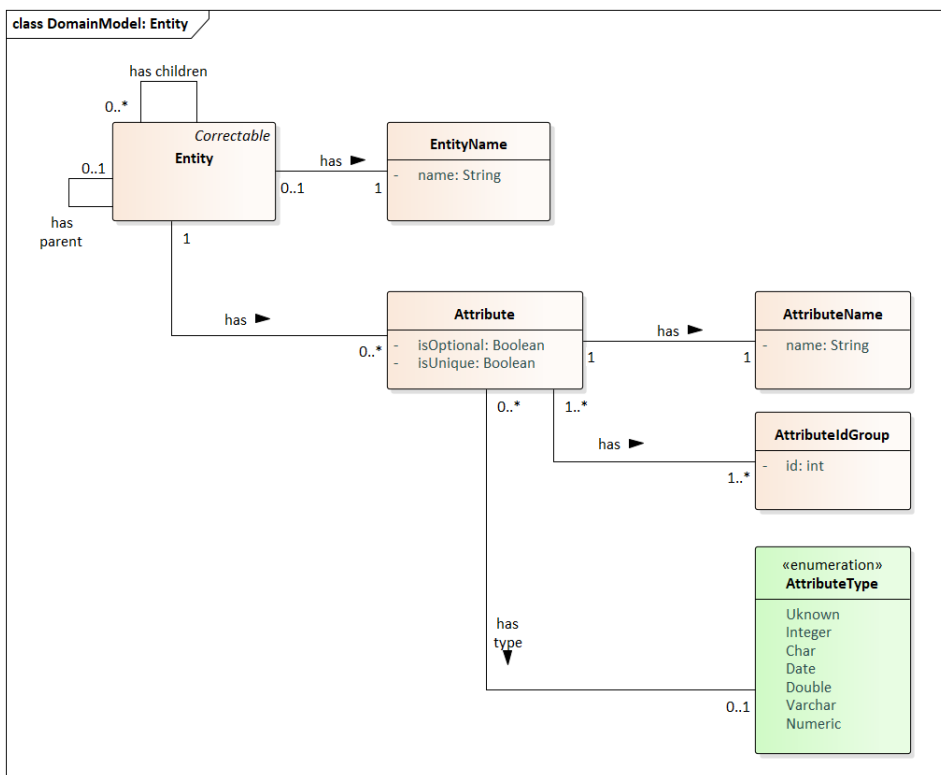 class DomainModel: Entity
has children
0..*
Correctable
Entity
0..1
has
parent
has
0..1
1
EntityName
- name: String
1
has
0..*
Attribute
- isOptional: Boolean
- isUnique: Boolean
has
1
1
AttributeName
- name: String
0..*
1..*
has
1..*
AttributeIdGroup
- id: int
has
type
0..1
«enumeration»
AttributeType
Uknown
Integer
Char
Date
Double
Varchar
Numeric